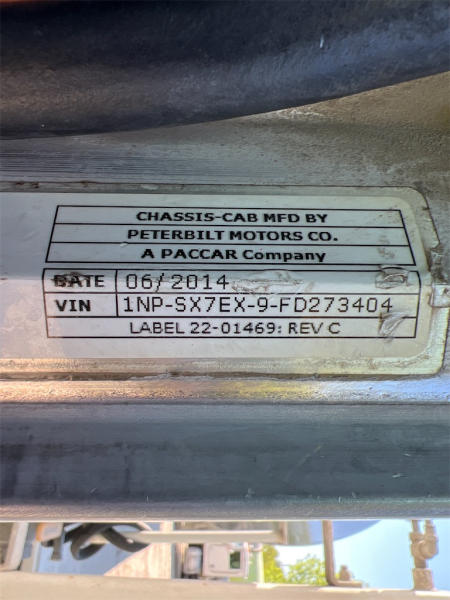 CHASSIS-CAB MFD BY
PETERBILT MOTORS CO.
A PACCAR Company
DATE 06/2014
VIN 1NP-SX7EX-9-FD273404
LABEL 22-01469: REV C